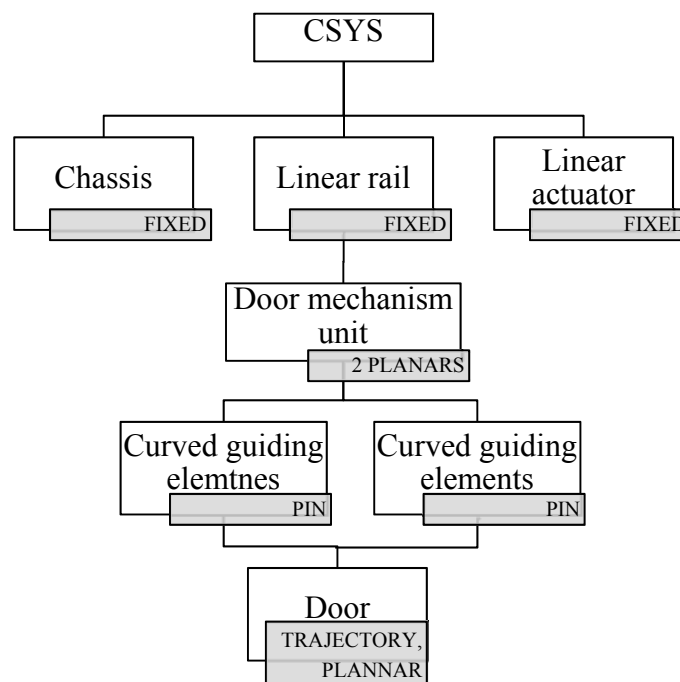 CSYS
Chassis
FIXED
Linear rail
FIXED
Linear
actuator
FIXED
Door mechanism
unit
2 PLANARS
Curved guiding
elemtnes
PIN
Curved guiding
elements
PIN
Door
TRAJECTORY,
PLANNAR